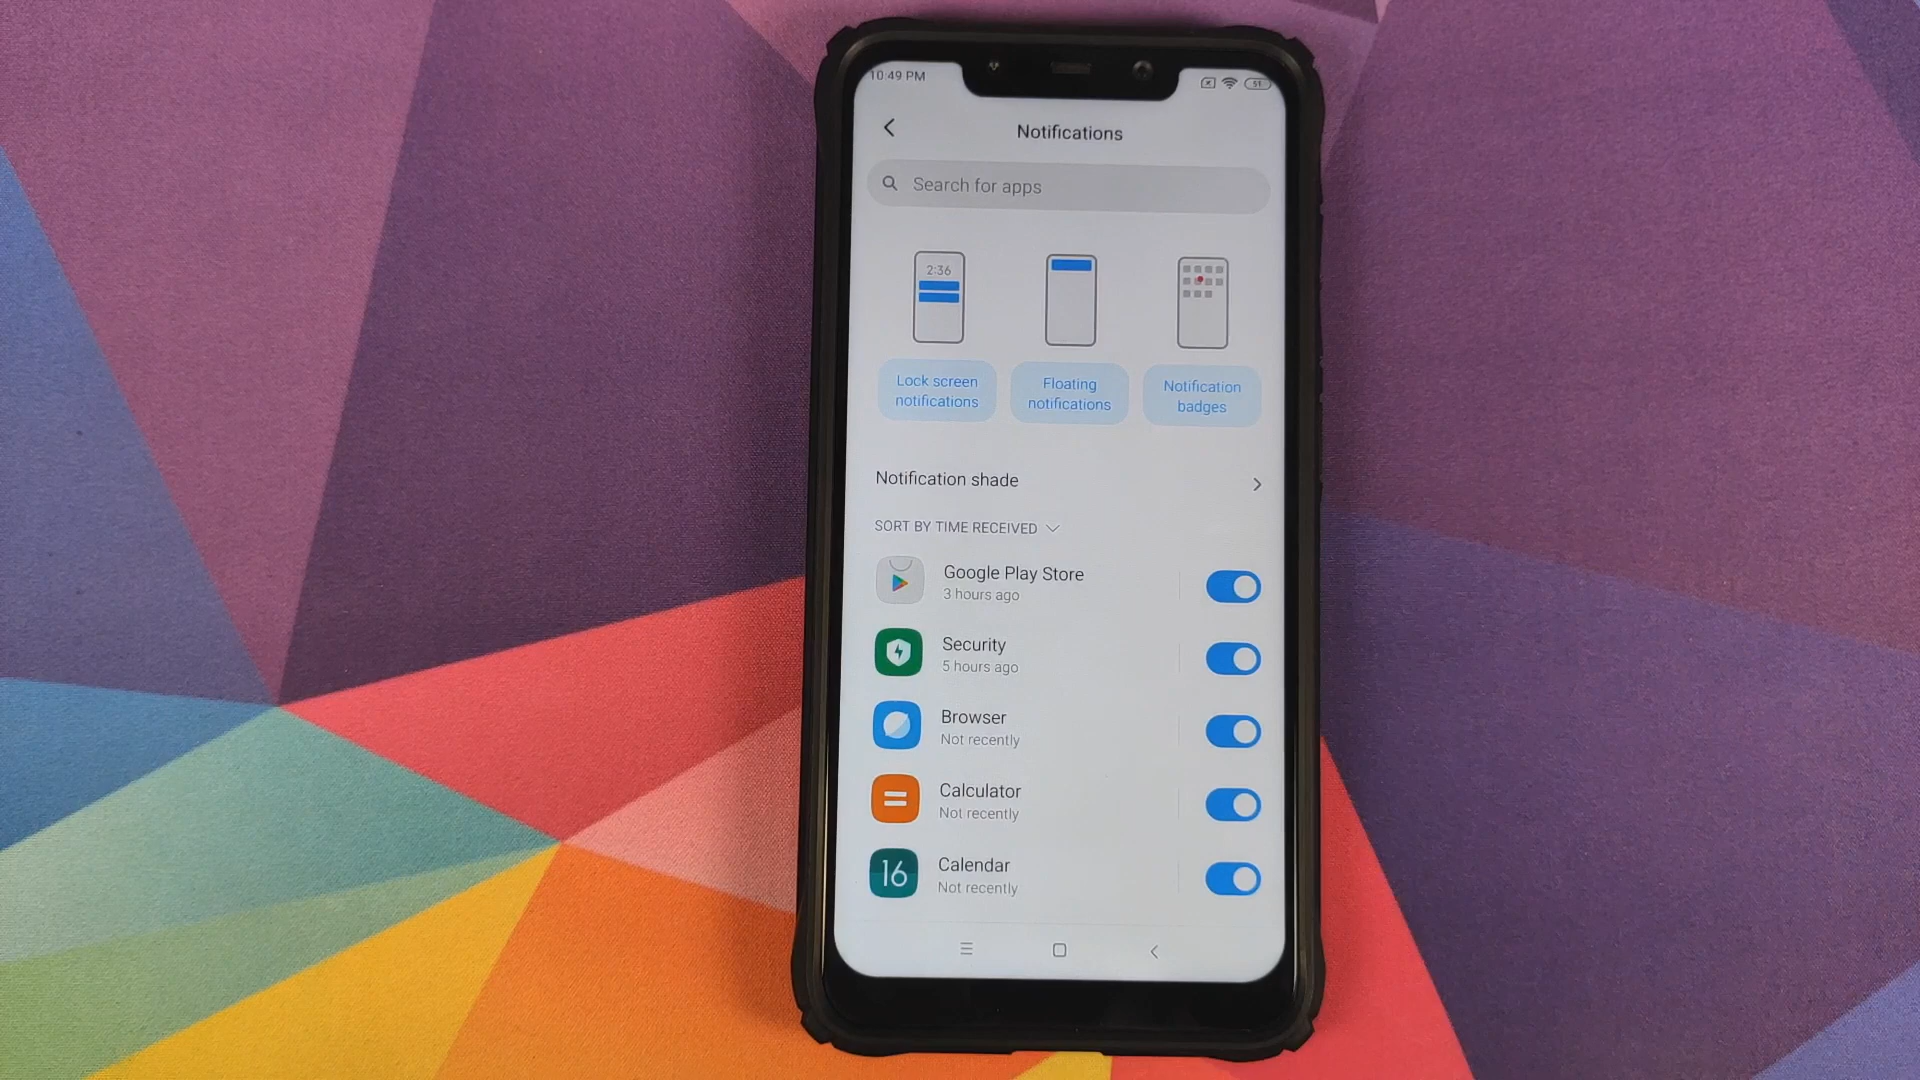 10:49 PM
51
Notifications
Search for apps
2:36
Lock screen
notifications
Floating
notifications
Notification
badges
Notification shade
SORT BY TIME RECEIVED
Google Play Store
3 hours ago
Security
5 hours ago
Browser
Not recently
Calculator
Not recently
16
Calendar
Not recently